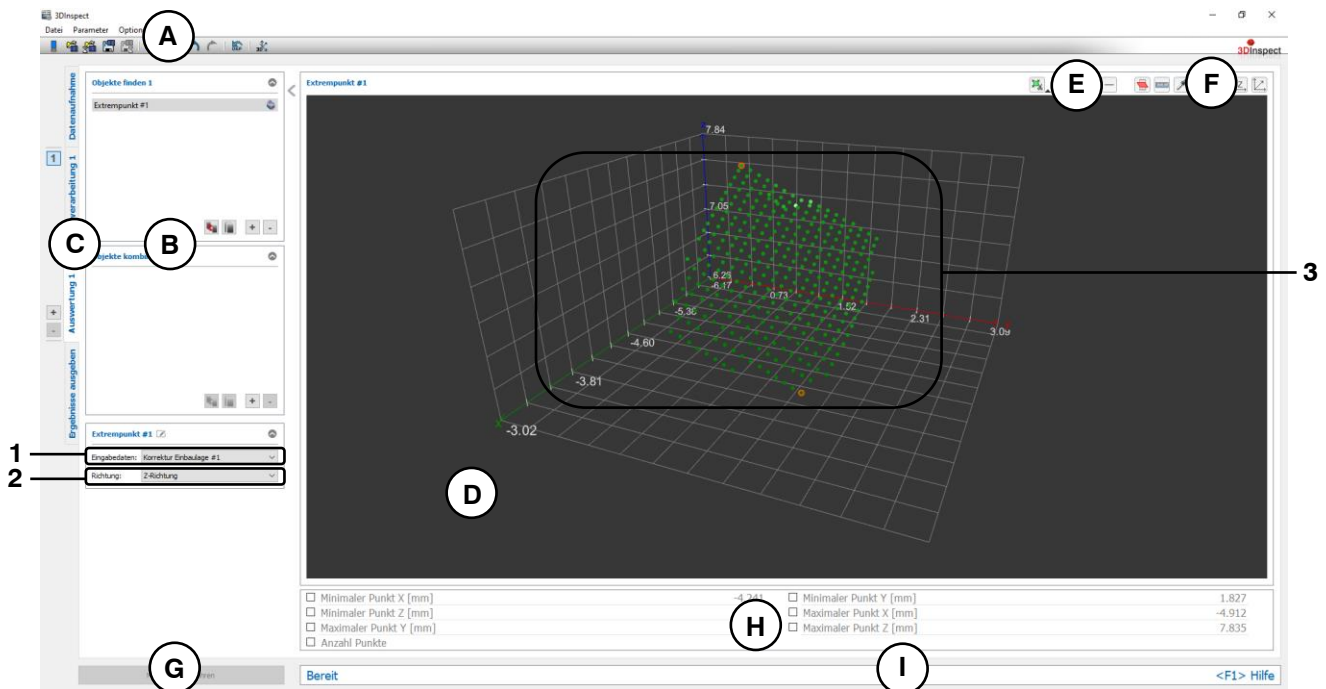 3DInspect
Datei Parameter
A
3DInspect
Datenaufnahme
Objekte finden 1
Extrempunkt #1
Extrempunkt #1
E
F
1
7.84
7.05
6.26
-6.17
0.73
1.52
2.31
3.09
-5.38
-4.60
-3.81
-3.02
3
+ -
C
B
Objekte
Auswertung 1
+
-
+ -
Ergebnisse ausgeben
Extrempunkt #1
1
Eingabedaten: Korrektur Einbaulage #1
2
Richtung: Z-Richtung
D
Minimaler Punkt X [mm]
Minimaler Punkt Y [mm] 1.827
Minimaler Punkt Z [mm]
Maximaler Punkt X [mm] -4.912
Maximaler Punkt Y [mm]
Maximaler Punkt Z [mm] 7.835
Anzahl Punkte
H
G
I
Bereit
<F1> Hilfe